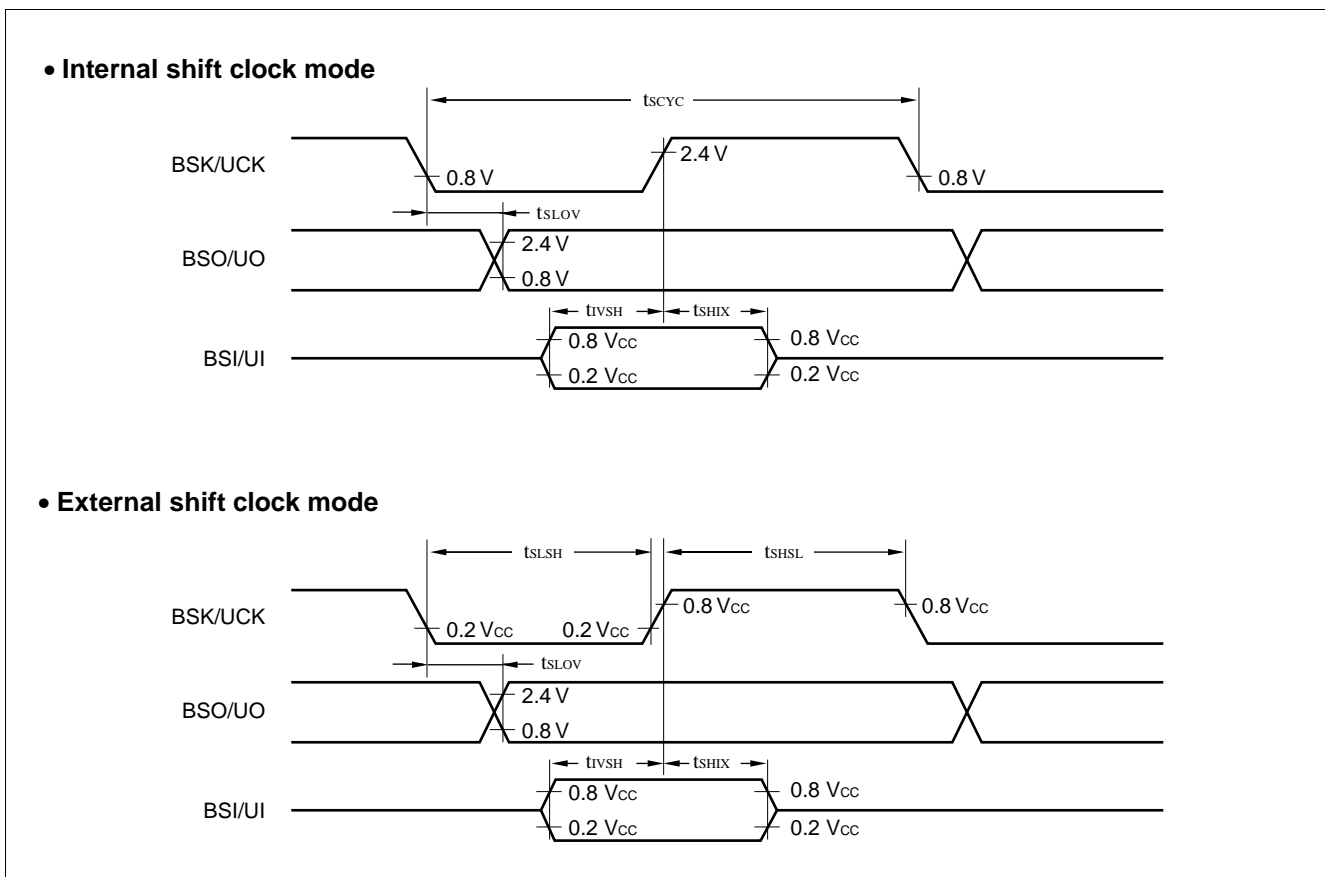 • Internal shift clock mode
tSCYC
BSK/UCK
0.8 V
2.4 V
0.8 V
tSLOV
BSO/UO
2.4 V
0.8 V
tIVSH
tSHIX
BSI/UI
0.8 VCC
0.8 VCC
0.2 VCC
0.2 VCC
• External shift clock mode
tSLSH
tSHSL
BSK/UCK
0.2 VCC
0.2 VCC
0.8 VCC
0.8 VCC
tSLOV
BSO/UO
2.4 V
0.8 V
tIVSH
tSHIX
BSI/UI
0.8 VCC
0.8 VCC
0.2 VCC
0.2 VCC